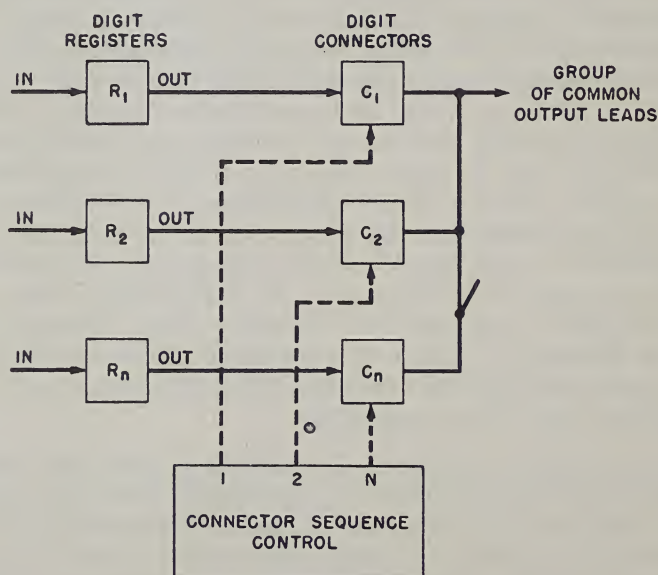 DIGIT
REGISTERS
DIGIT
CONNECTORS
IN
R1
OUT
C1
GROUP
OF COMMON
OUTPUT LEADS
IN
R2
OUT
C2
IN
Rn
OUT
Cn
1
2
N
CONNECTOR SEQUENCE
CONTROL